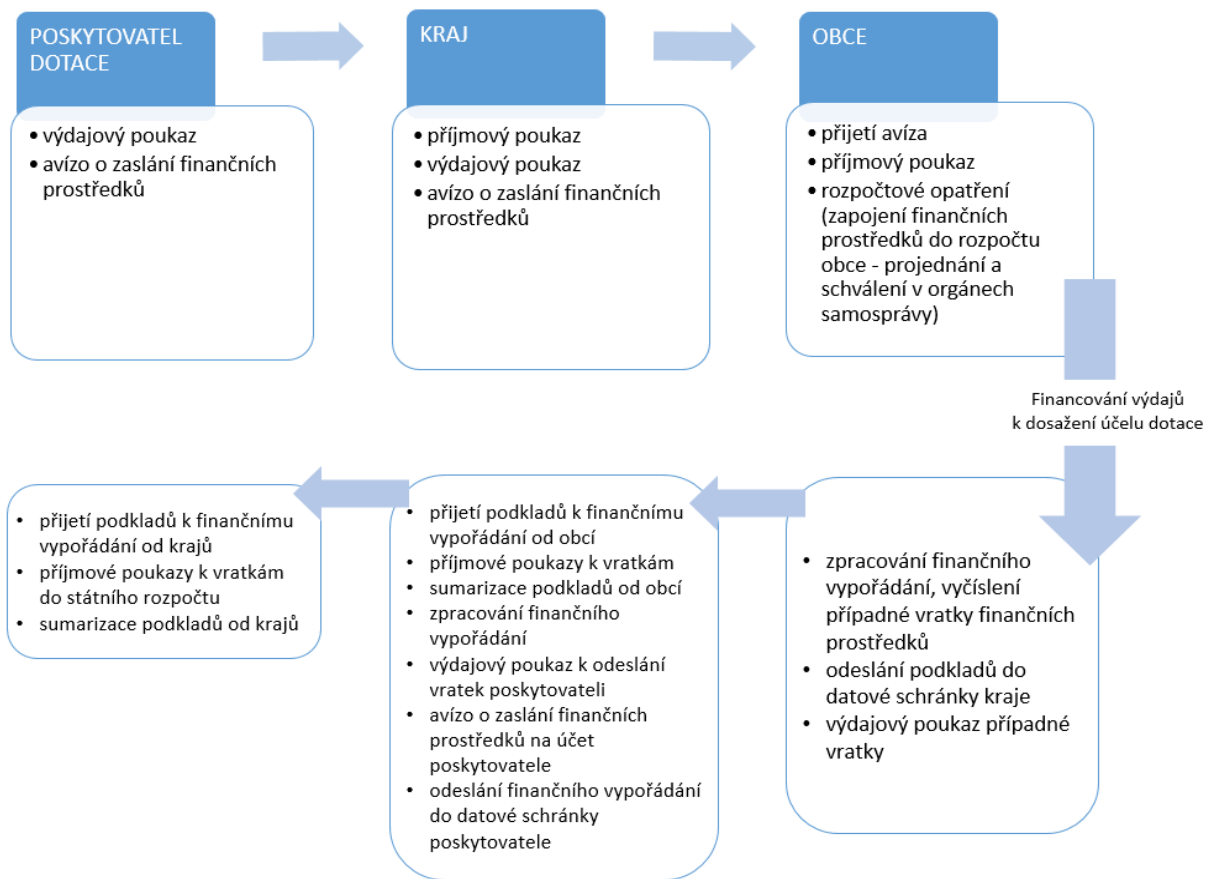 POSKYTOVATEL
DOTACE
• výdajový poukaz
• avízo o zaslání finančních
prostředků
KRAJ
• příjmový poukaz
• výdajový poukaz
• avízo o zaslání finančních
prostředků
OBCE
• přijetí avíza
• příjmový poukaz
• rozpočtové opatření
(zapojení finančních
prostředků do rozpočtu
obce - projednání a
schválení v orgánech
samosprávy)
Financování výdajů
k dosažení účelu dotace
• zpracování finančního
vypořádání, vyčíslení
případné vratky finančních
prostředků
• odeslání podkladů do
datové schránky kraje
• výdajový poukaz případné
vratky
• přijetí podkladů k finančnímu
vypořádání od obcí
• příjmové poukazy k vratkám
• sumarizace podkladů od obcí
• zpracování finančního
vypořádání
• výdajový poukaz k odeslání
vratek poskytovateli
• avízo o zaslání finančních
prostředků na účet
poskytovatele
• odeslání finančního vypořádání
do datové schránky
poskytovatele
• přijetí podkladů k finančnímu
vypořádání od krajů
• příjmové poukazy k vratkám
do státního rozpočtu
• sumarizace podkladů od krajů